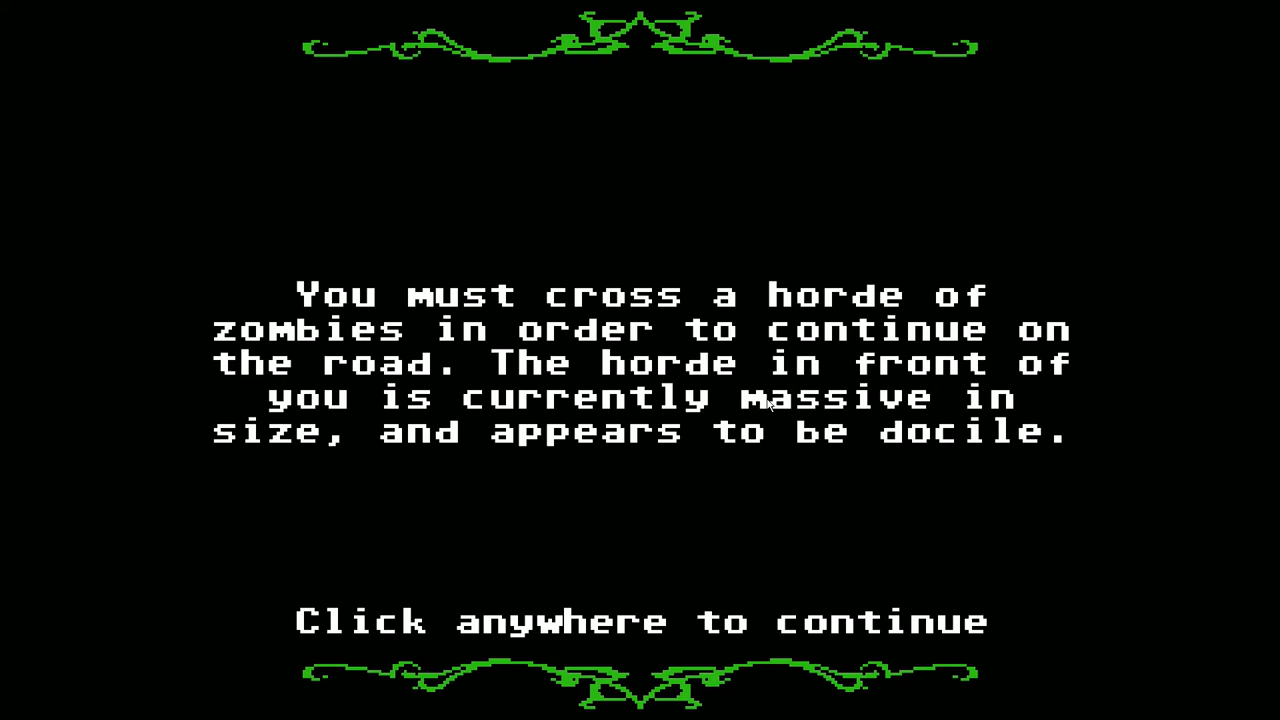 You must cross a horde of
zombies in order to continue on
the road. The horde in front of
you is currently massive in
size, and appears to be docile.
Click anywhere to continue